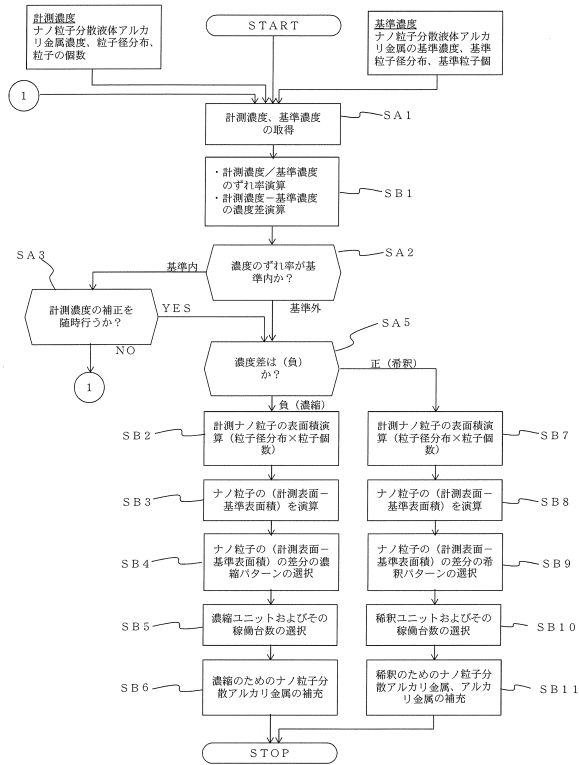 計測濃度
ナノ粒子分散液体アルカ
リ金属濃度、粒子径分布、
粒子の個数
START
基準濃度
ナノ粒子分散液体アルカ
リ金属の基準濃度、基準
粒子径分布、基準粒子個
1
計測濃度、基準濃度
の取得
SA1
・計測濃度／基準濃度
のずれ率演算
・計測濃度－基準濃度
の濃度差演算
SB1
濃度のずれ率が基
準内か？
SA2
基準内
基準外
SA3
計測濃度の補正を
随時行うか？
YES
NO
1
濃度差は（負）
か？
SA5
正（希釈）
負（濃縮）
計測ナノ粒子の表面積演
算（粒子径分布×粒子個
数）
SB2
計測ナノ粒子の表面積演
算（粒子径分布×粒子個
数）
SB7
ナノ粒子の（計測表面－
基準表面積）を演算
SB3
ナノ粒子の（計測表面－
基準表面積）を演算
SB8
ナノ粒子の（計測表面－
基準表面積）の差分の濃
縮パターンの選択
SB4
ナノ粒子の（計測表面－
基準表面積）の差分の希
釈パターンの選択
SB9
濃縮ユニットおよびその
稼働台数の選択
SB5
稀釈ユニットおよびその
稼働台数の選択
SB10
濃縮のためのナノ粒子分
散アルカリ金属の補充
SB6
稀釈のためのナノ粒子分
散アルカリ金属、アルカ
リ金属の補充
SB11
STOP